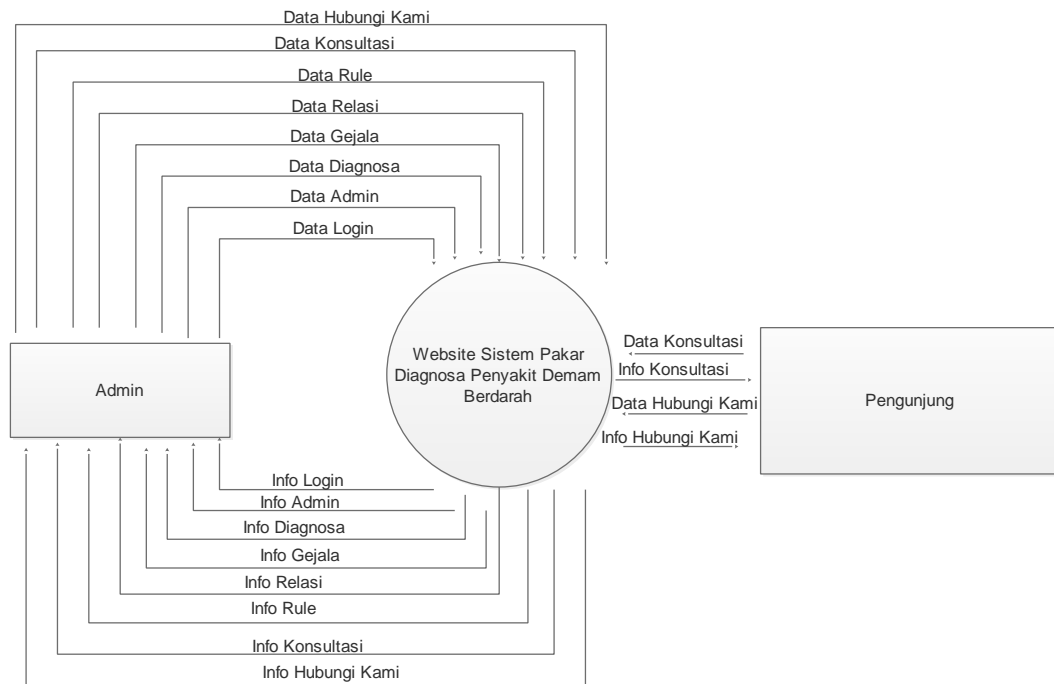 Data Hubungi Kami
Data Konsultasi
Data Rule
Data Relasi
Data Gejala
Data Diagnosa
Data Admin
Data Login
Admin
Website Sistem Pakar
Diagnosa Penyakit Demam
Berdarah
Data Konsultasi
Info Konsultasi
Data Hubungi Kami
Info Hubungi Kami
Pengunjung
Info Login
Info Admin
Info Diagnosa
Info Gejala
Info Relasi
Info Rule
Info Konsultasi
Info Hubungi Kami